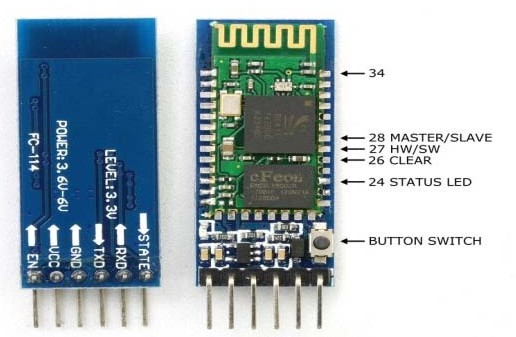 FC-114
POWER:3.6V-6V
LEVEL:3.3V
EN
VCC
GND
TXD
RXD
STATE
34
28 MASTER/SLAVE
27 HW/SW
26 CLEAR
24 STATUS LED
BUTTON SWITCH
cFeon